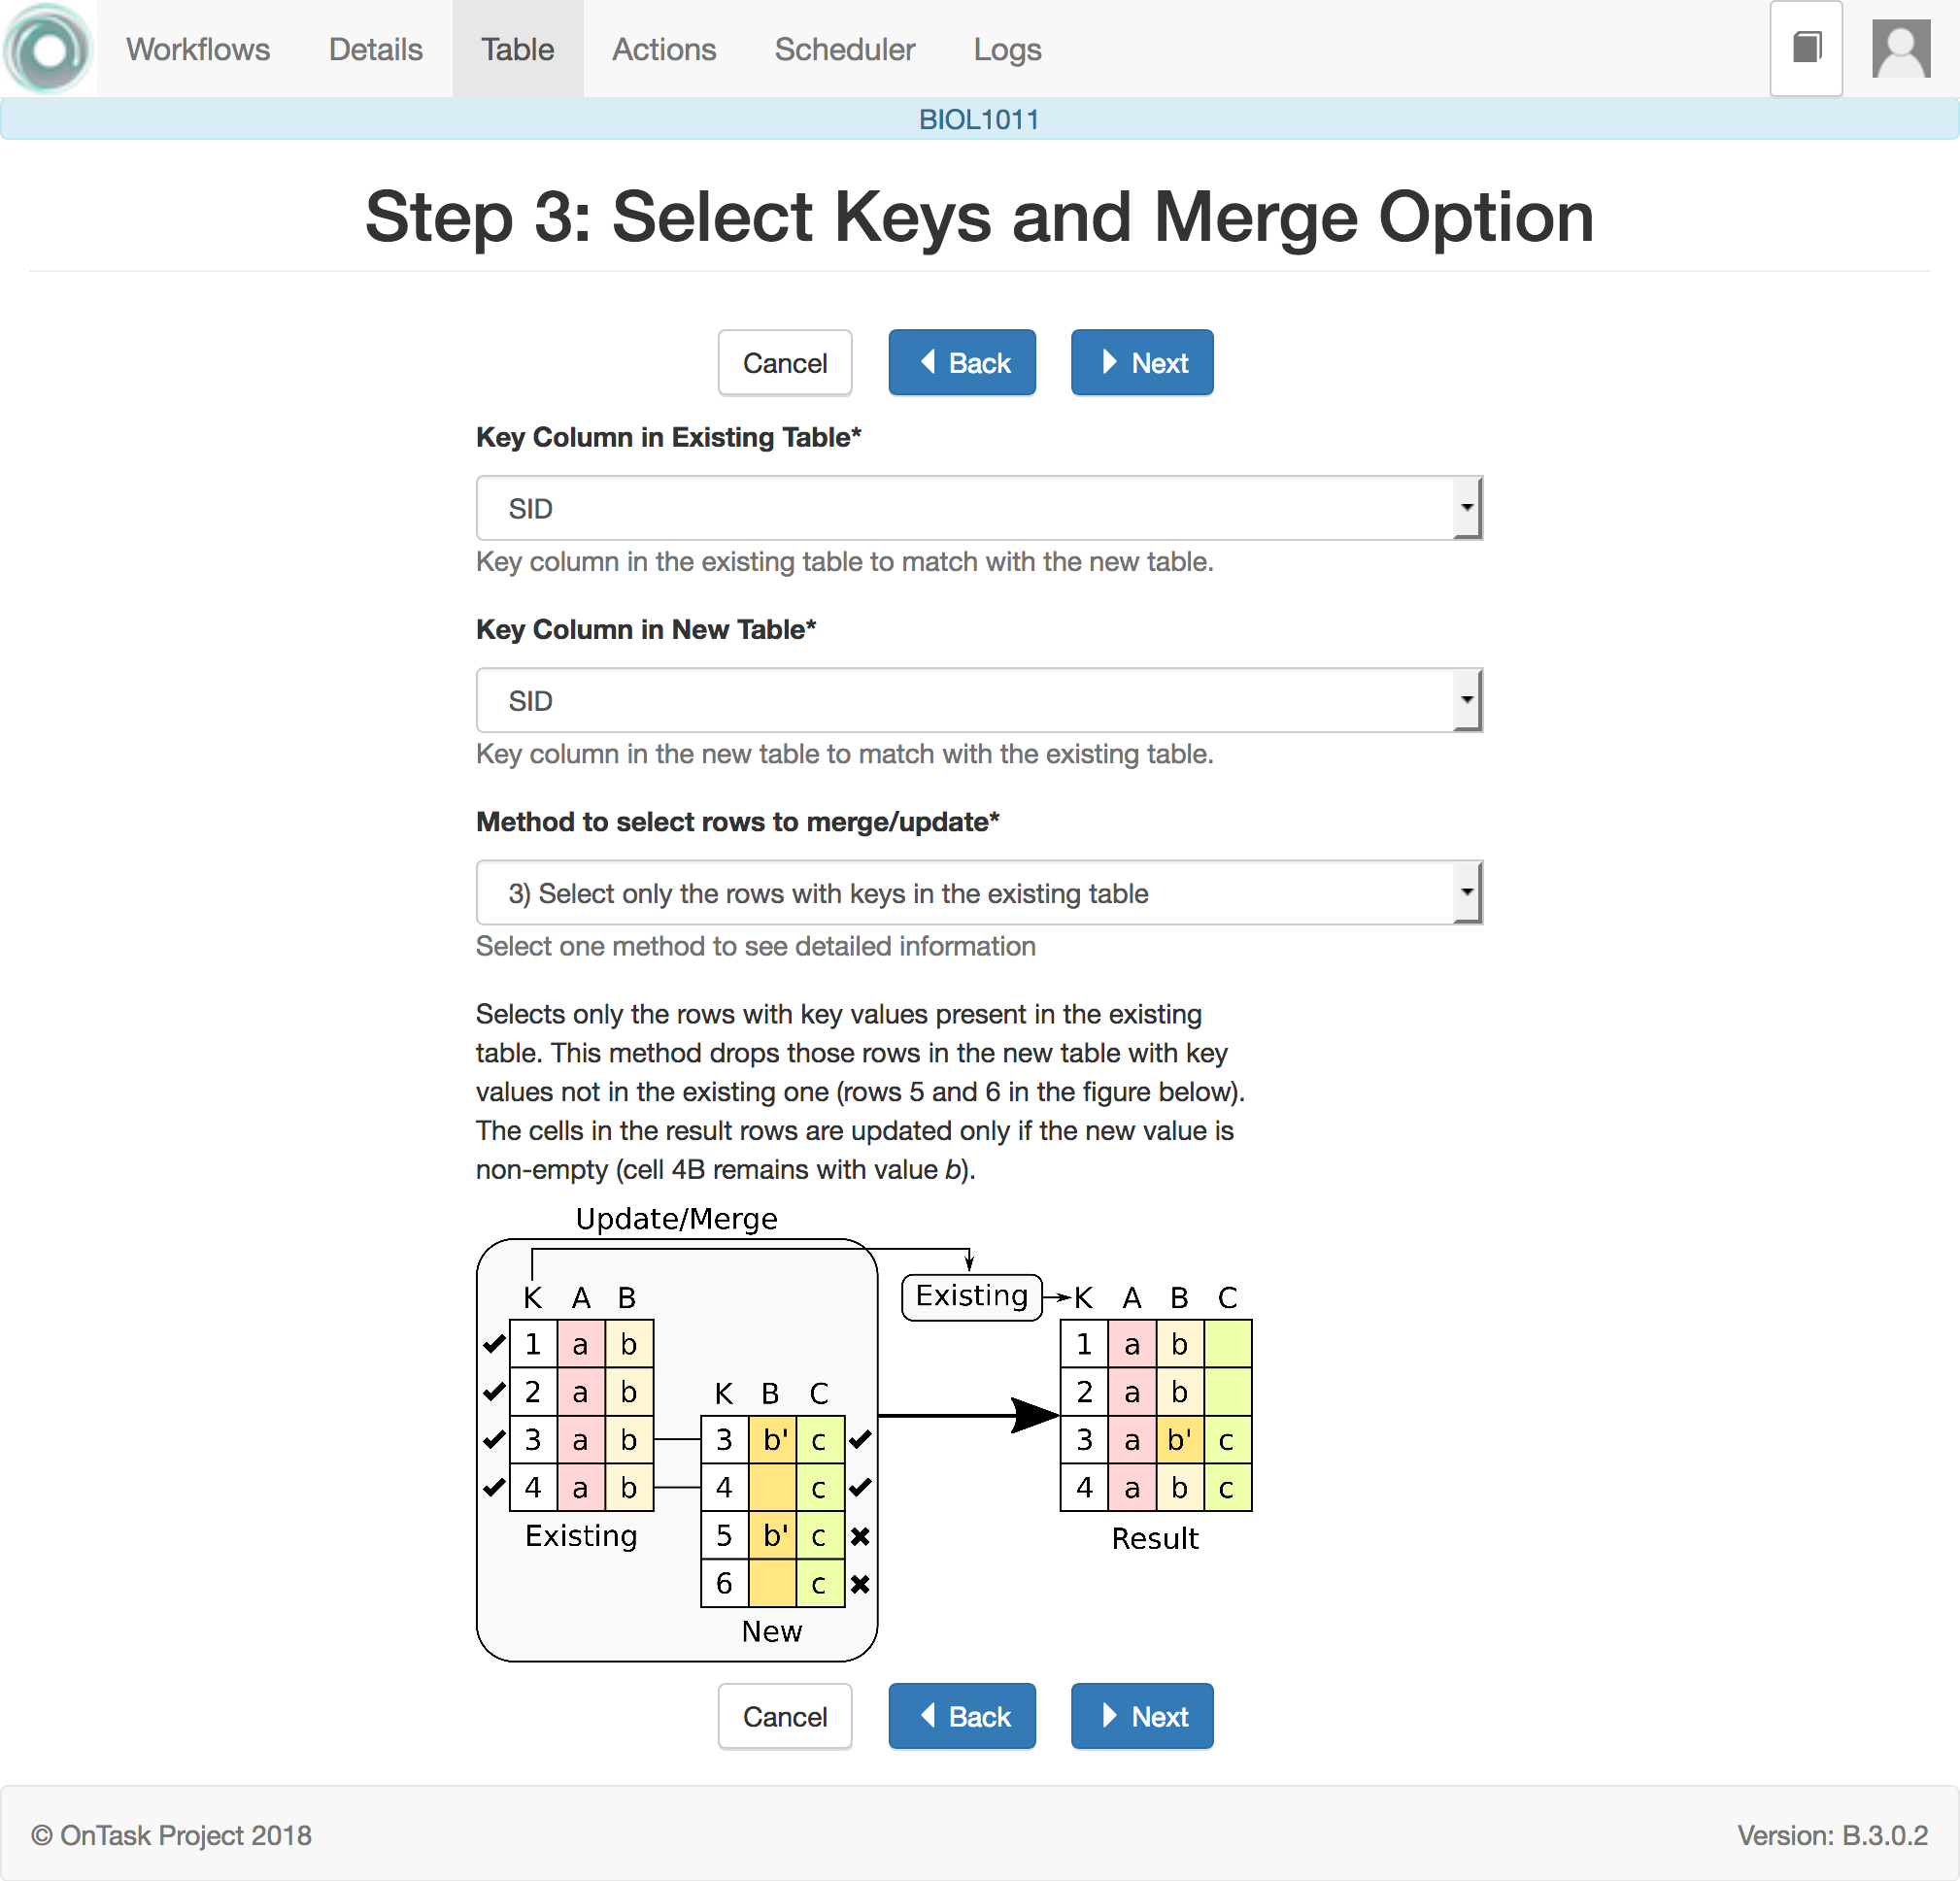 Workflows Details Table Actions Scheduler Logs
BIOL1011
Step 3: Select Keys and Merge Option
Cancel Back Next
Key Column in Existing Table*
SID
Key column in the existing table to match with the new table.
Key Column in New Table*
SID
Key column in the new table to match with the existing table.
Method to select rows to merge/update*
3) Select only the rows with keys in the existing table
Select one method to see detailed information
Selects only the rows with key values present in the existing
table. This method drops those rows in the new table with key
values not in the existing one (rows 5 and 6 in the figure below).
The cells in the result rows are updated only if the new value is
non-empty (cell 4B remains with value b).
Update/Merge
K A B
1 a b
2 a b
3 a b
4 a b
Existing
K B C
3 b' c
4 c
5 b' c
6 c
New
Existing
K A B C
1 a b
2 a b
3 a b' c
4 a b c
Result
Cancel Back Next
© OnTask Project 2018
Version: B.3.0.2